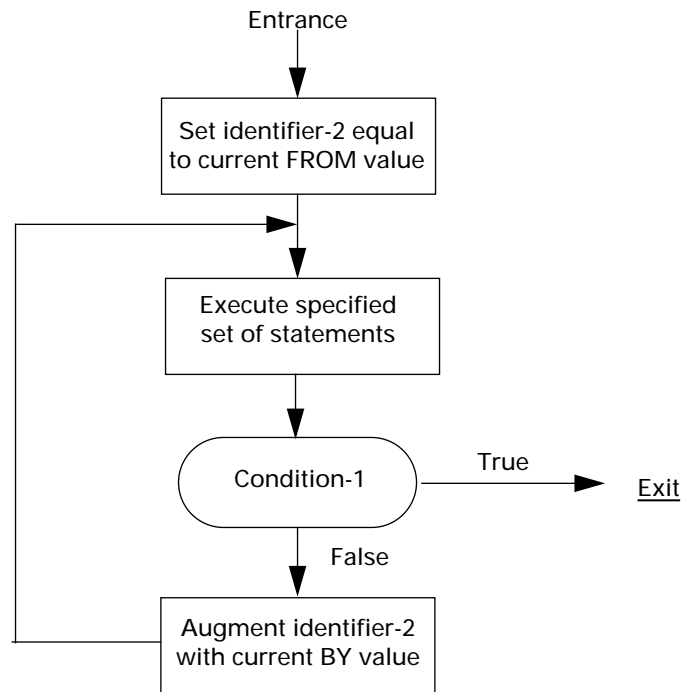 Entrance
Set identifier-2 equal
to current FROM value
Execute specified
set of statements
Condition-1
True
Exit
False
Augment identifier-2
with current BY value